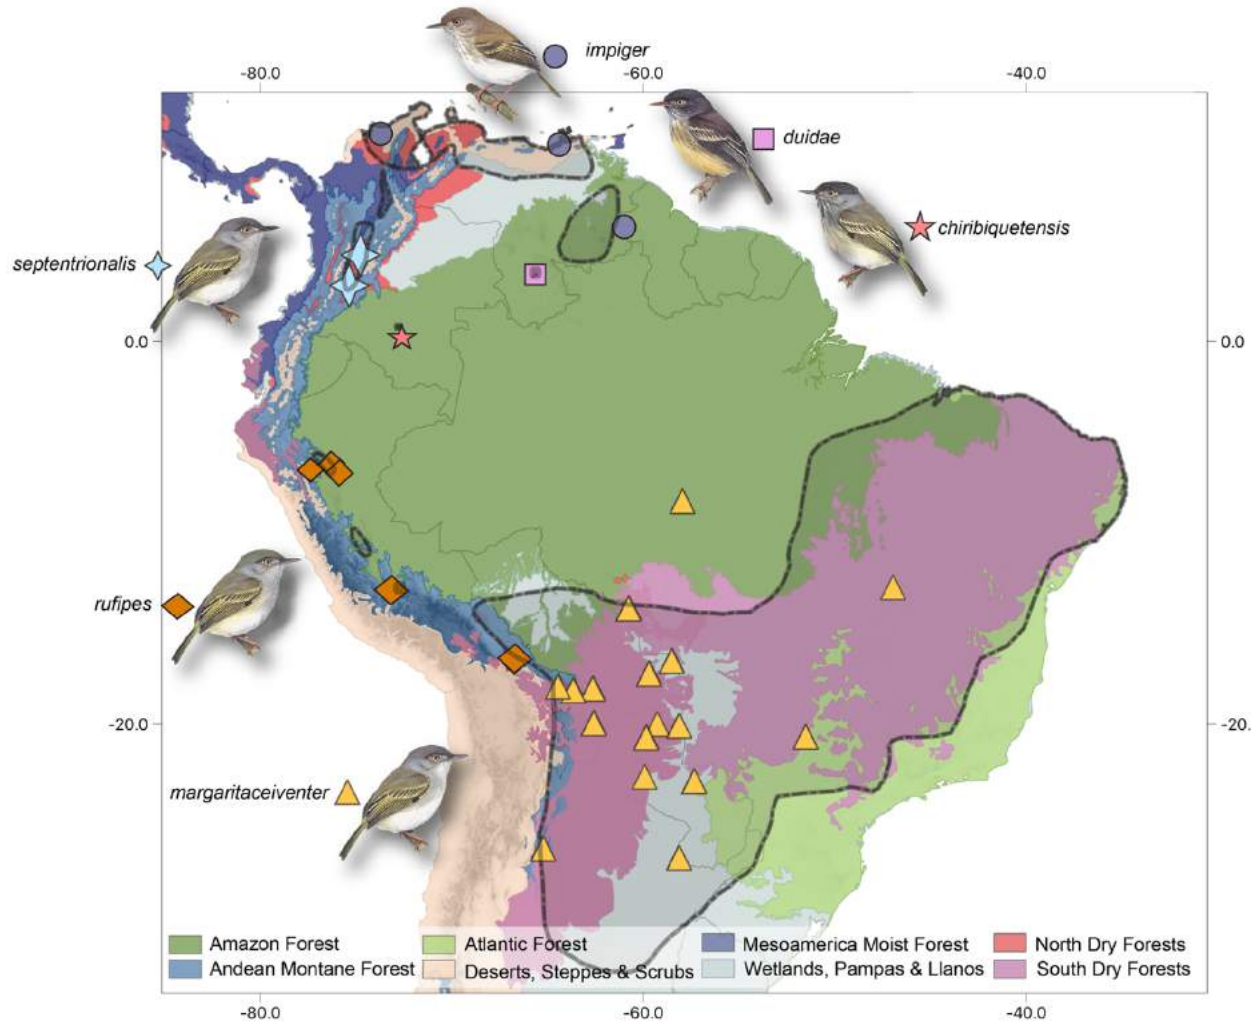 impiger
-80.0 -60.0 -40.0
duidae
chiribiquetensis
septentrionalis
0.0 0.0
rufipes
-20.0 -20.
margaritaceiventer
Amazon Forest Atlantic Forest Mesoamerica Moist Forest North Dry Forests
Andean Montane Forest Deserts, Steppes & Scrubs Wetlands, Pampas & Llanos South Dry Forests
-80.0 -60.0 -40.0